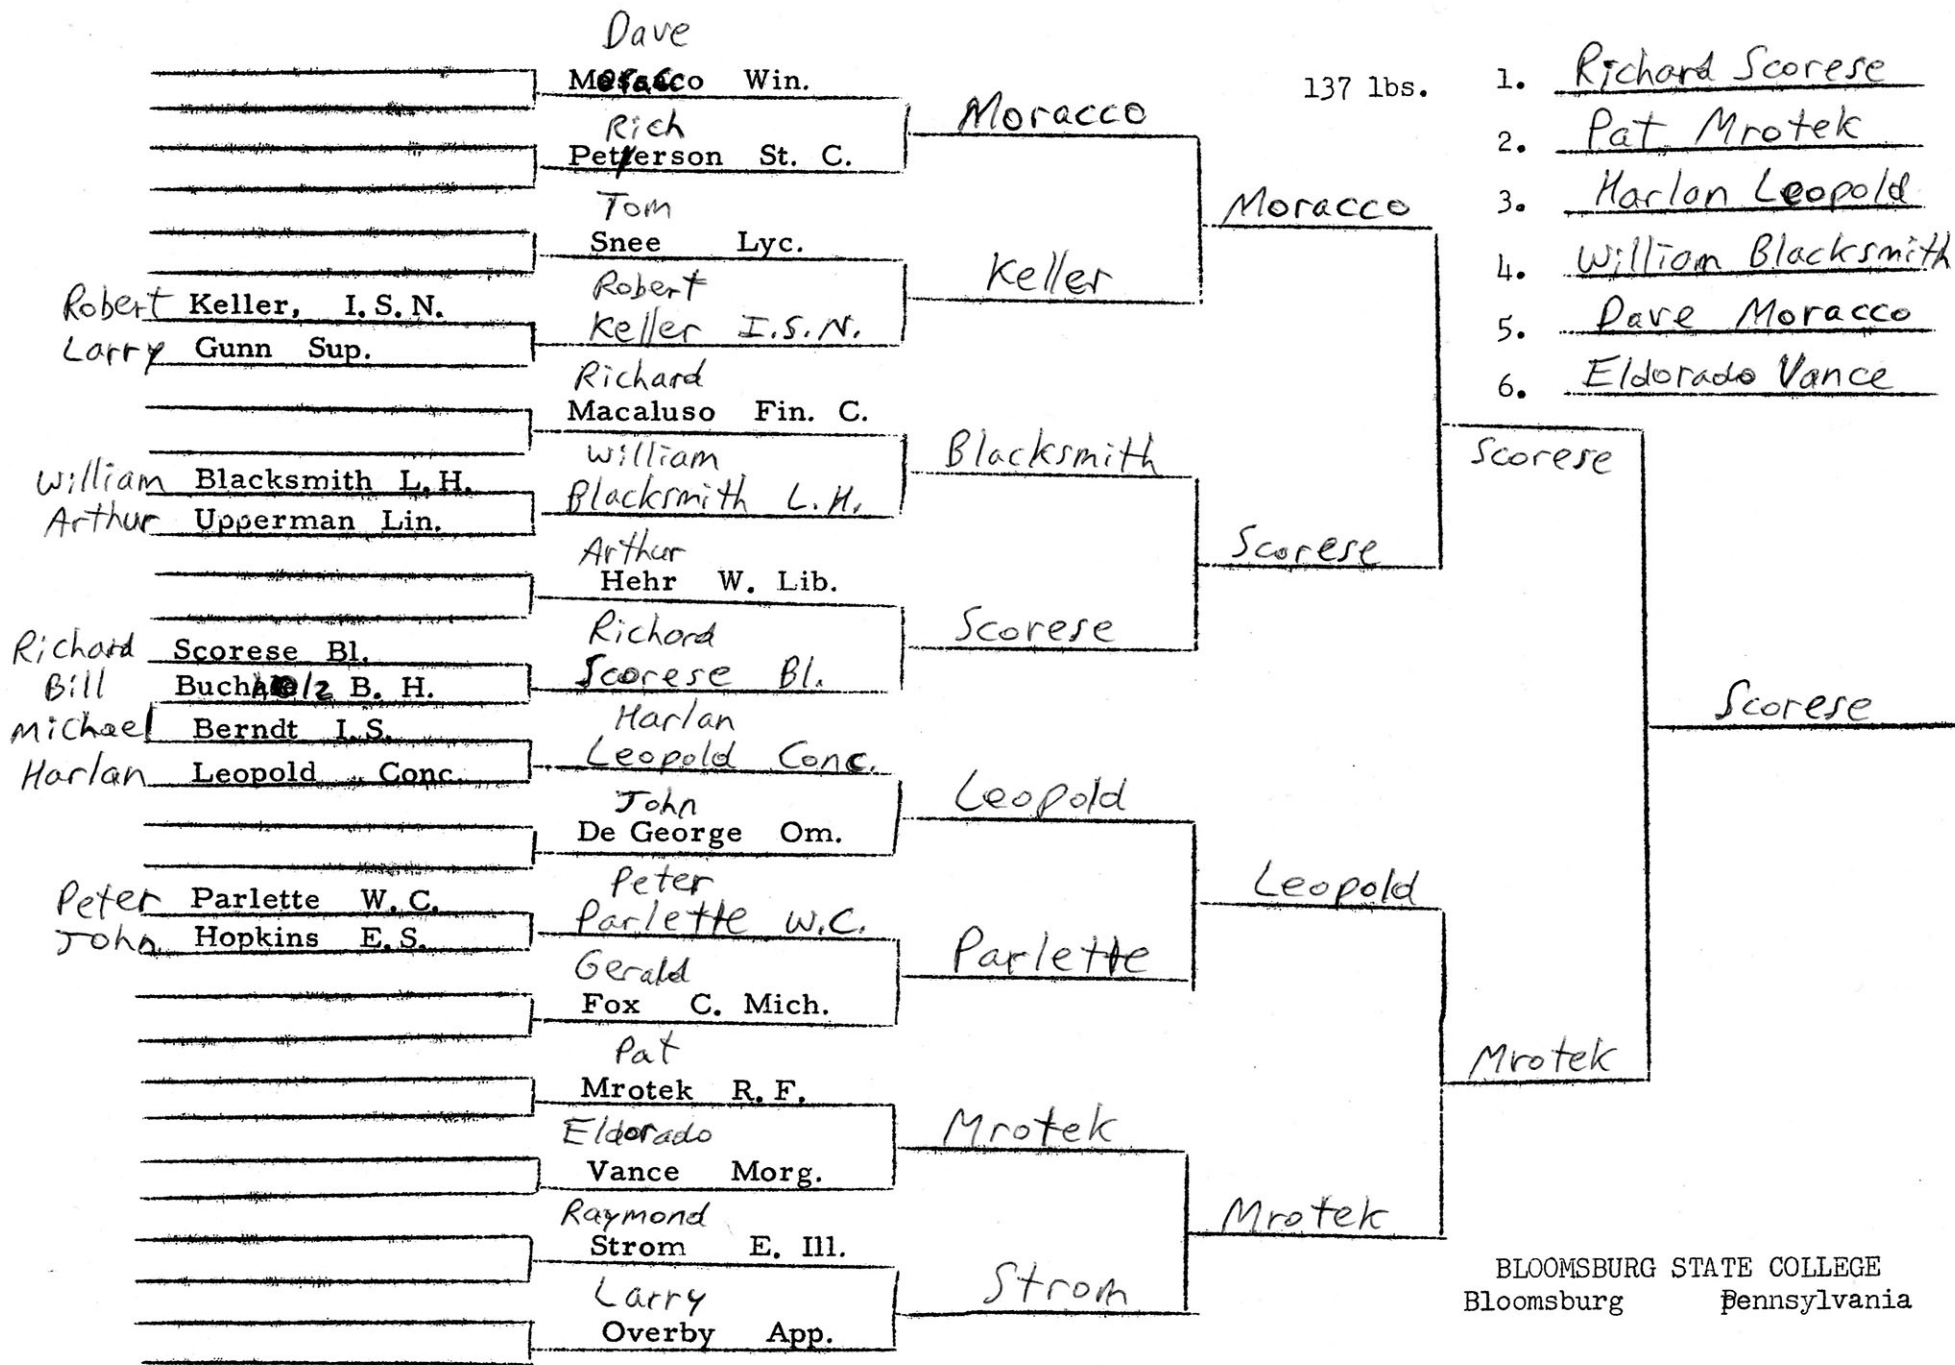 Dave
Moracco Win.
Rich
Peterson St. C.
Tom
Snee Lyc.
Robert Keller, I. S. N.
Larry Gunn Sup.
Robert
Keller I.S.N.
Richard
Macaluso Fin. C.
William Blacksmith L. H.
Arthur Upperman Lin.
William
Blacksmith L.H.
Arthur
Hehr W. Lib.
Richard Scorese Bl.
Bill Buchholz B. H.
Richard
Scorese Bl.
Michael Berndt I. S.
Harlan Leopold Conc.
Harlan
Leopold Conc.
John
De George Om.
Peter Parlette W. C.
John Hopkins E. S.
Peter
Parlette W.C.
Gerald
Fox C. Mich.
Pat
Mrotek R. F.
Eldorado
Vance Morg.
Raymond
Strom E. Ill.
Larry
Overby App.
Moracco
Keller
Blacksmith
Scorese
Leopold
Parlette
Mrotek
Strom
Moracco
Scorese
Leopold
Mrotek
Scorese
Mrotek
Scorese
137 lbs.
1. Richard Scorese
2. Pat Mrotek
3. Harlan Leopold
4. William Blacksmith
5. Dave Moracco
6. Eldorado Vance
BLOOMSBURG STATE COLLEGE
Bloomsburg Pennsylvania